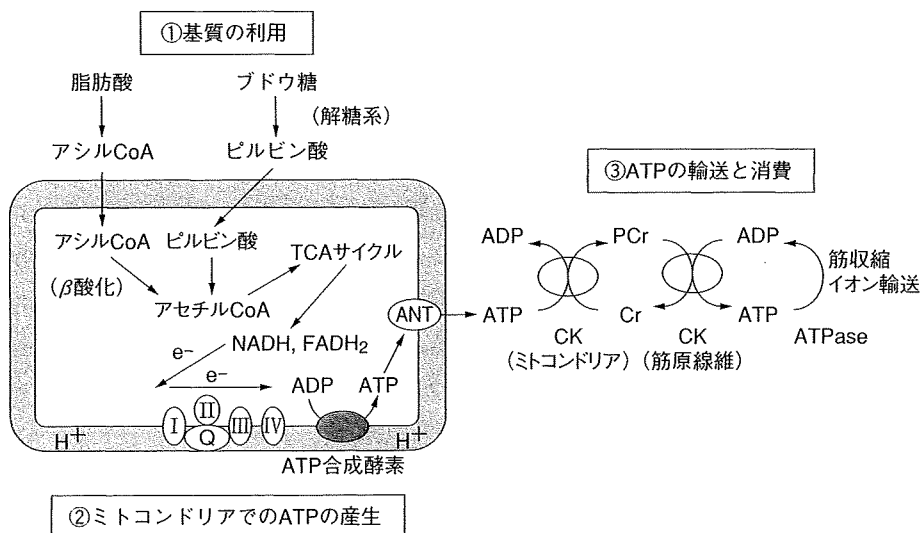 ①基質の利用
脂肪酸
ブドウ糖
(解糖系)
アシルCoA
ピルビン酸
③ATPの輸送と消費
アシルCoA
ピルビン酸
TCAサイクル
(β酸化)
アセチルCoA
NADH, FADH₂
e⁻
e⁻
ADP
ATP
ANT
I
II
Q
III
IV
H⁺
H⁺
ATP合成酵素
ADP
PCr
ADP
筋収縮
イオン輸送
ATP
Cr
ATP
ATPase
CK
CK
(ミトコンドリア)
(筋原線維)
②ミトコンドリアでのATPの産生